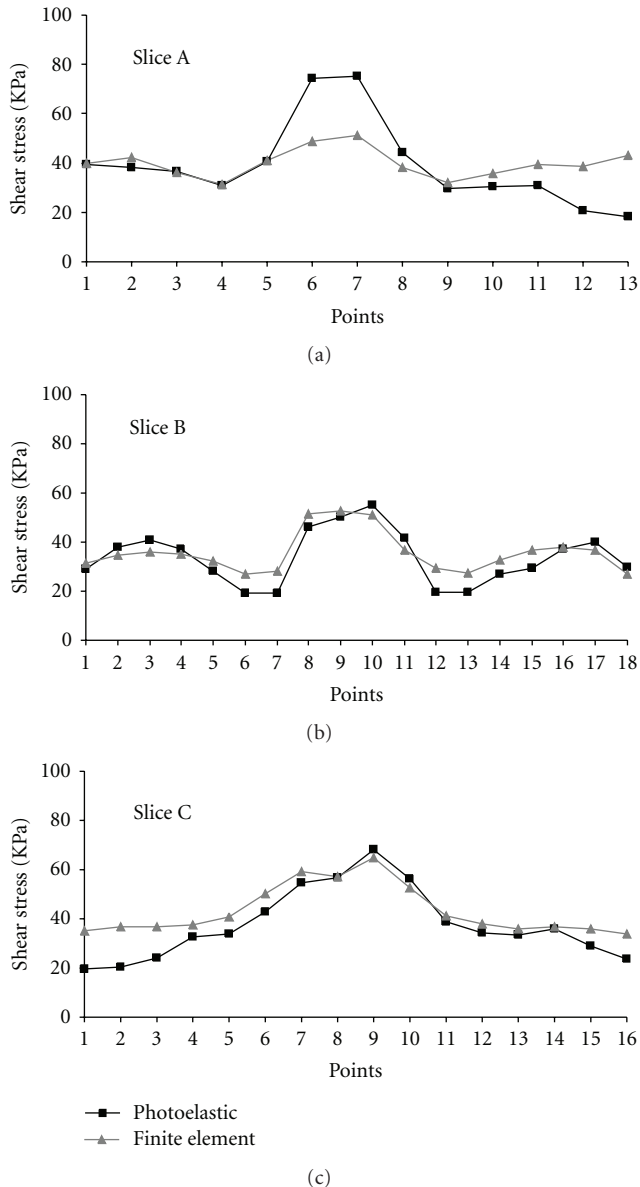 Slice A
Shear stress (KPa)
100
80
60
40
20
0
1 2 3 4 5 6 7 8 9 10 11 12 13
Points
(a)
Slice B
Shear stress (KPa)
100
80
60
40
20
0
1 2 3 4 5 6 7 8 9 10 11 12 13 14 15 16 17 18
Points
(b)
Slice C
Shear stress (KPa)
100
80
60
40
20
0
1 2 3 4 5 6 7 8 9 10 11 12 13 14 15 16
Points
Photoelastic
Finite element
(c)